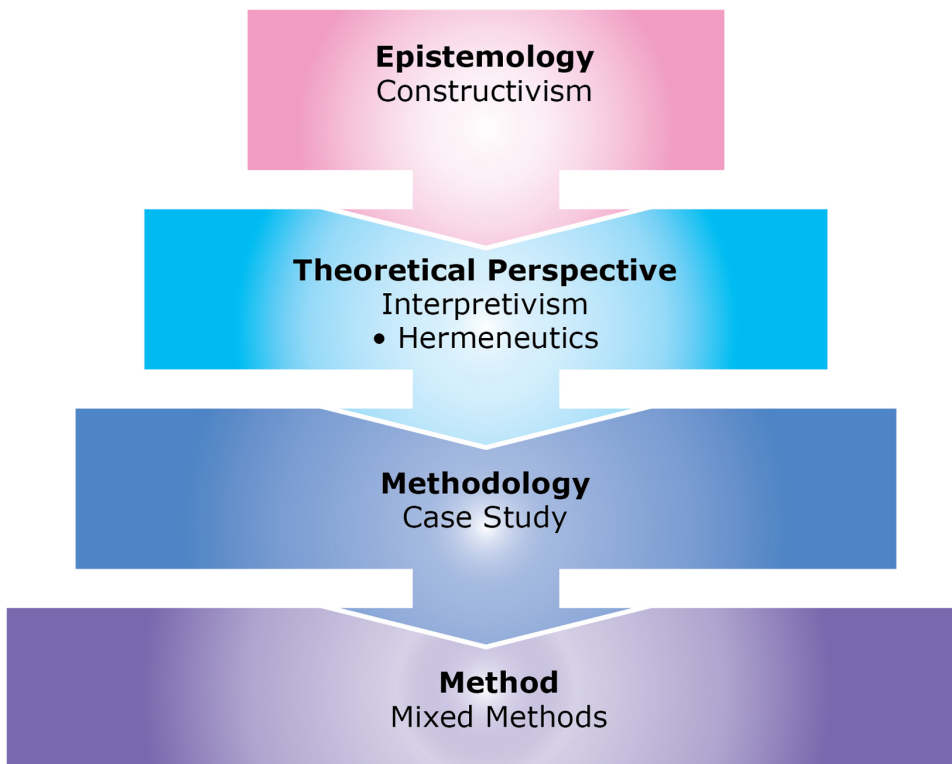 Epistemology
Constructivism
Theoretical Perspective
Interpretivism
• Hermeneutics
Methodology
Case Study
Method
Mixed Methods